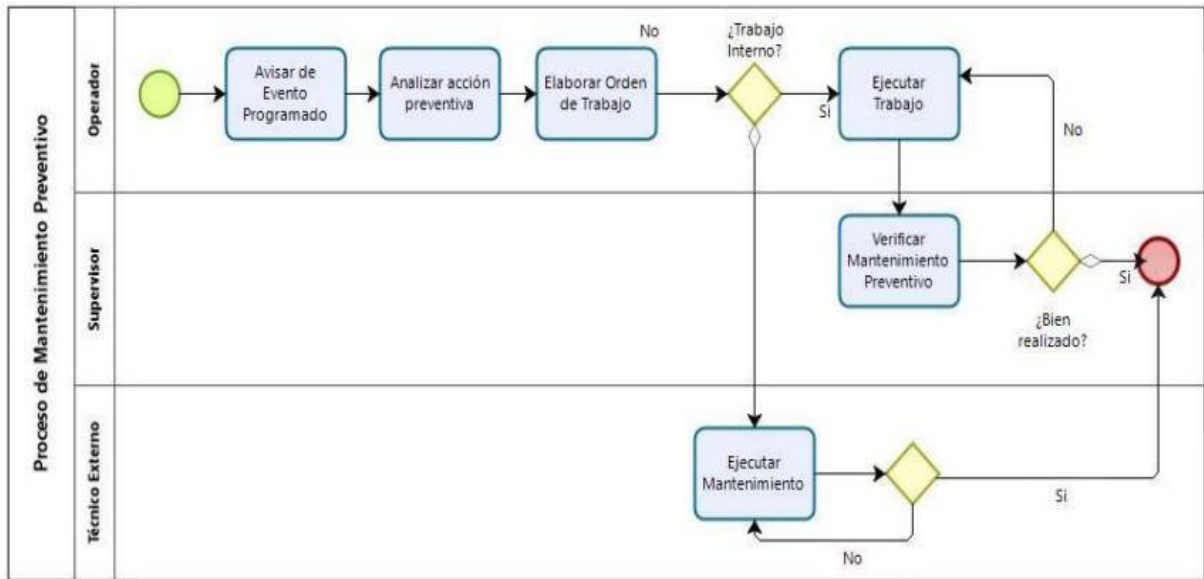 Proceso de Mantenimiento Preventivo
Operador
Avisar de
Evento
Programado
Analizar acción
preventiva
Elaborar Orden
de Trabajo
No
¿Trabajo
Interno?
Si
Ejecutar
Trabajo
No
Supervisor
Verificar
Mantenimiento
Preventivo
¿Bien
realizado?
Si
Técnico Externo
Ejecutar
Mantenimiento
No
Si